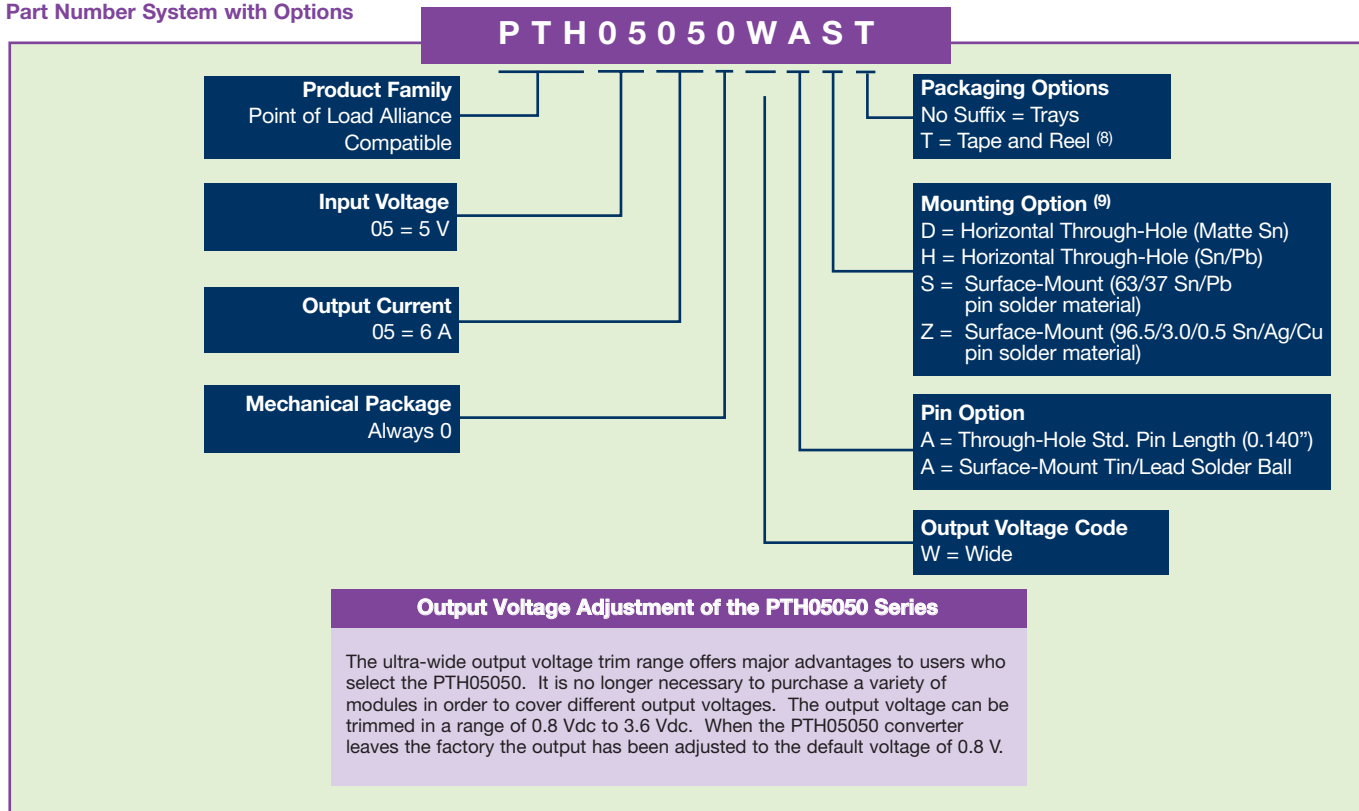 Part Number System with Options
PTH05050WAST
Product Family
Point of Load Alliance
Compatible
Input Voltage
05 = 5 V
Output Current
05 = 6 A
Mechanical Package
Always 0
Packaging Options
No Suffix = Trays
T = Tape and Reel (8)
Mounting Option (9)
D = Horizontal Through-Hole (Matte Sn)
H = Horizontal Through-Hole (Sn/Pb)
S = Surface-Mount (63/37 Sn/Pb
pin solder material)
Z = Surface-Mount (96.5/3.0/0.5 Sn/Ag/Cu
pin solder material)
Pin Option
A = Through-Hole Std. Pin Length (0.140”)
A = Surface-Mount Tin/Lead Solder Ball
Output Voltage Code
W = Wide
Output Voltage Adjustment of the PTH05050 Series
The ultra-wide output voltage trim range offers major advantages to users who
select the PTH05050. It is no longer necessary to purchase a variety of
modules in order to cover different output voltages. The output voltage can be
trimmed in a range of 0.8 Vdc to 3.6 Vdc. When the PTH05050 converter
leaves the factory the output has been adjusted to the default voltage of 0.8 V.